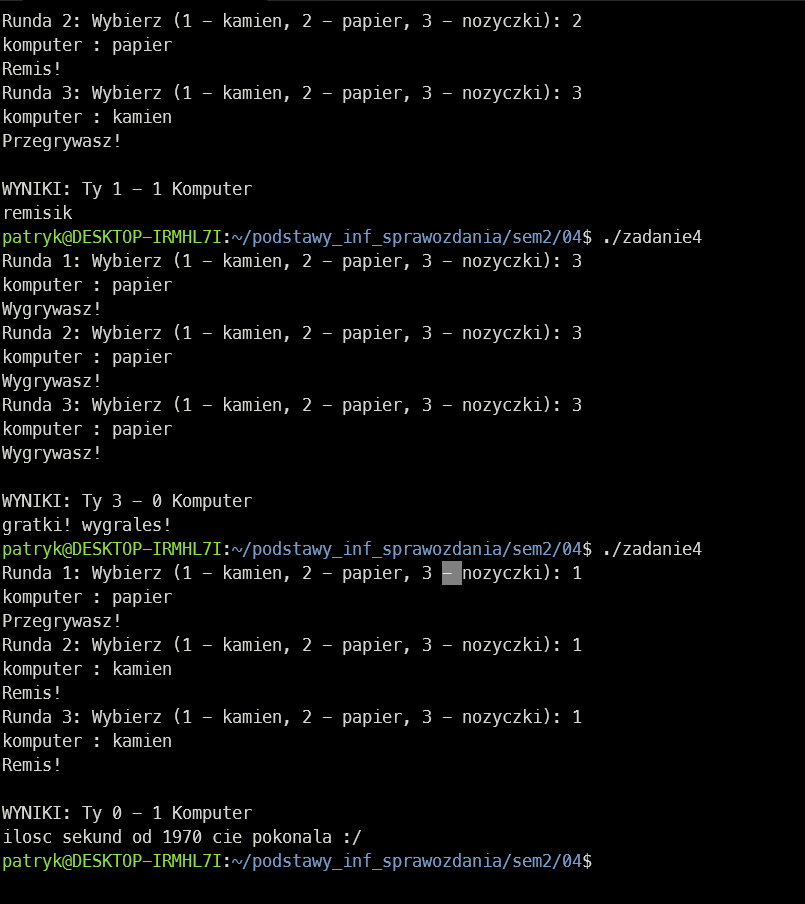 Runda 2: Wybierz (1 - kamien, 2 - papier, 3 - nozyczki): 2
komputer : papier
Remis!
Runda 3: Wybierz (1 - kamien, 2 - papier, 3 - nozyczki): 3
komputer : kamien
Przegrywasz!
WYNIKI: Ty 1 - 1 Komputer
remisik
patryk@DESKTOP-IRMHL7I:~/podstawy_inf_sprawozdania/sem2/04$ ./zadanie4
Runda 1: Wybierz (1 - kamien, 2 - papier, 3 - nozyczki): 3
komputer : papier
Wygrywasz!
Runda 2: Wybierz (1 - kamien, 2 - papier, 3 - nozyczki): 3
komputer : papier
Wygrywasz!
Runda 3: Wybierz (1 - kamien, 2 - papier, 3 - nozyczki): 3
komputer : papier
Wygrywasz!
WYNIKI: Ty 3 - 0 Komputer
gratki! wygrales!
patryk@DESKTOP-IRMHL7I:~/podstawy_inf_sprawozdania/sem2/04$ ./zadanie4
Runda 1: Wybierz (1 - kamien, 2 - papier, 3 - nozyczki): 1
komputer : papier
Przegrywasz!
Runda 2: Wybierz (1 - kamien, 2 - papier, 3 - nozyczki): 1
komputer : kamien
Remis!
Runda 3: Wybierz (1 - kamien, 2 - papier, 3 - nozyczki): 1
komputer : kamien
Remis!
WYNIKI: Ty 0 - 1 Komputer
ilosc sekund od 1970 cie pokonala :/
patryk@DESKTOP-IRMHL7I:~/podstawy_inf_sprawozdania/sem2/04$